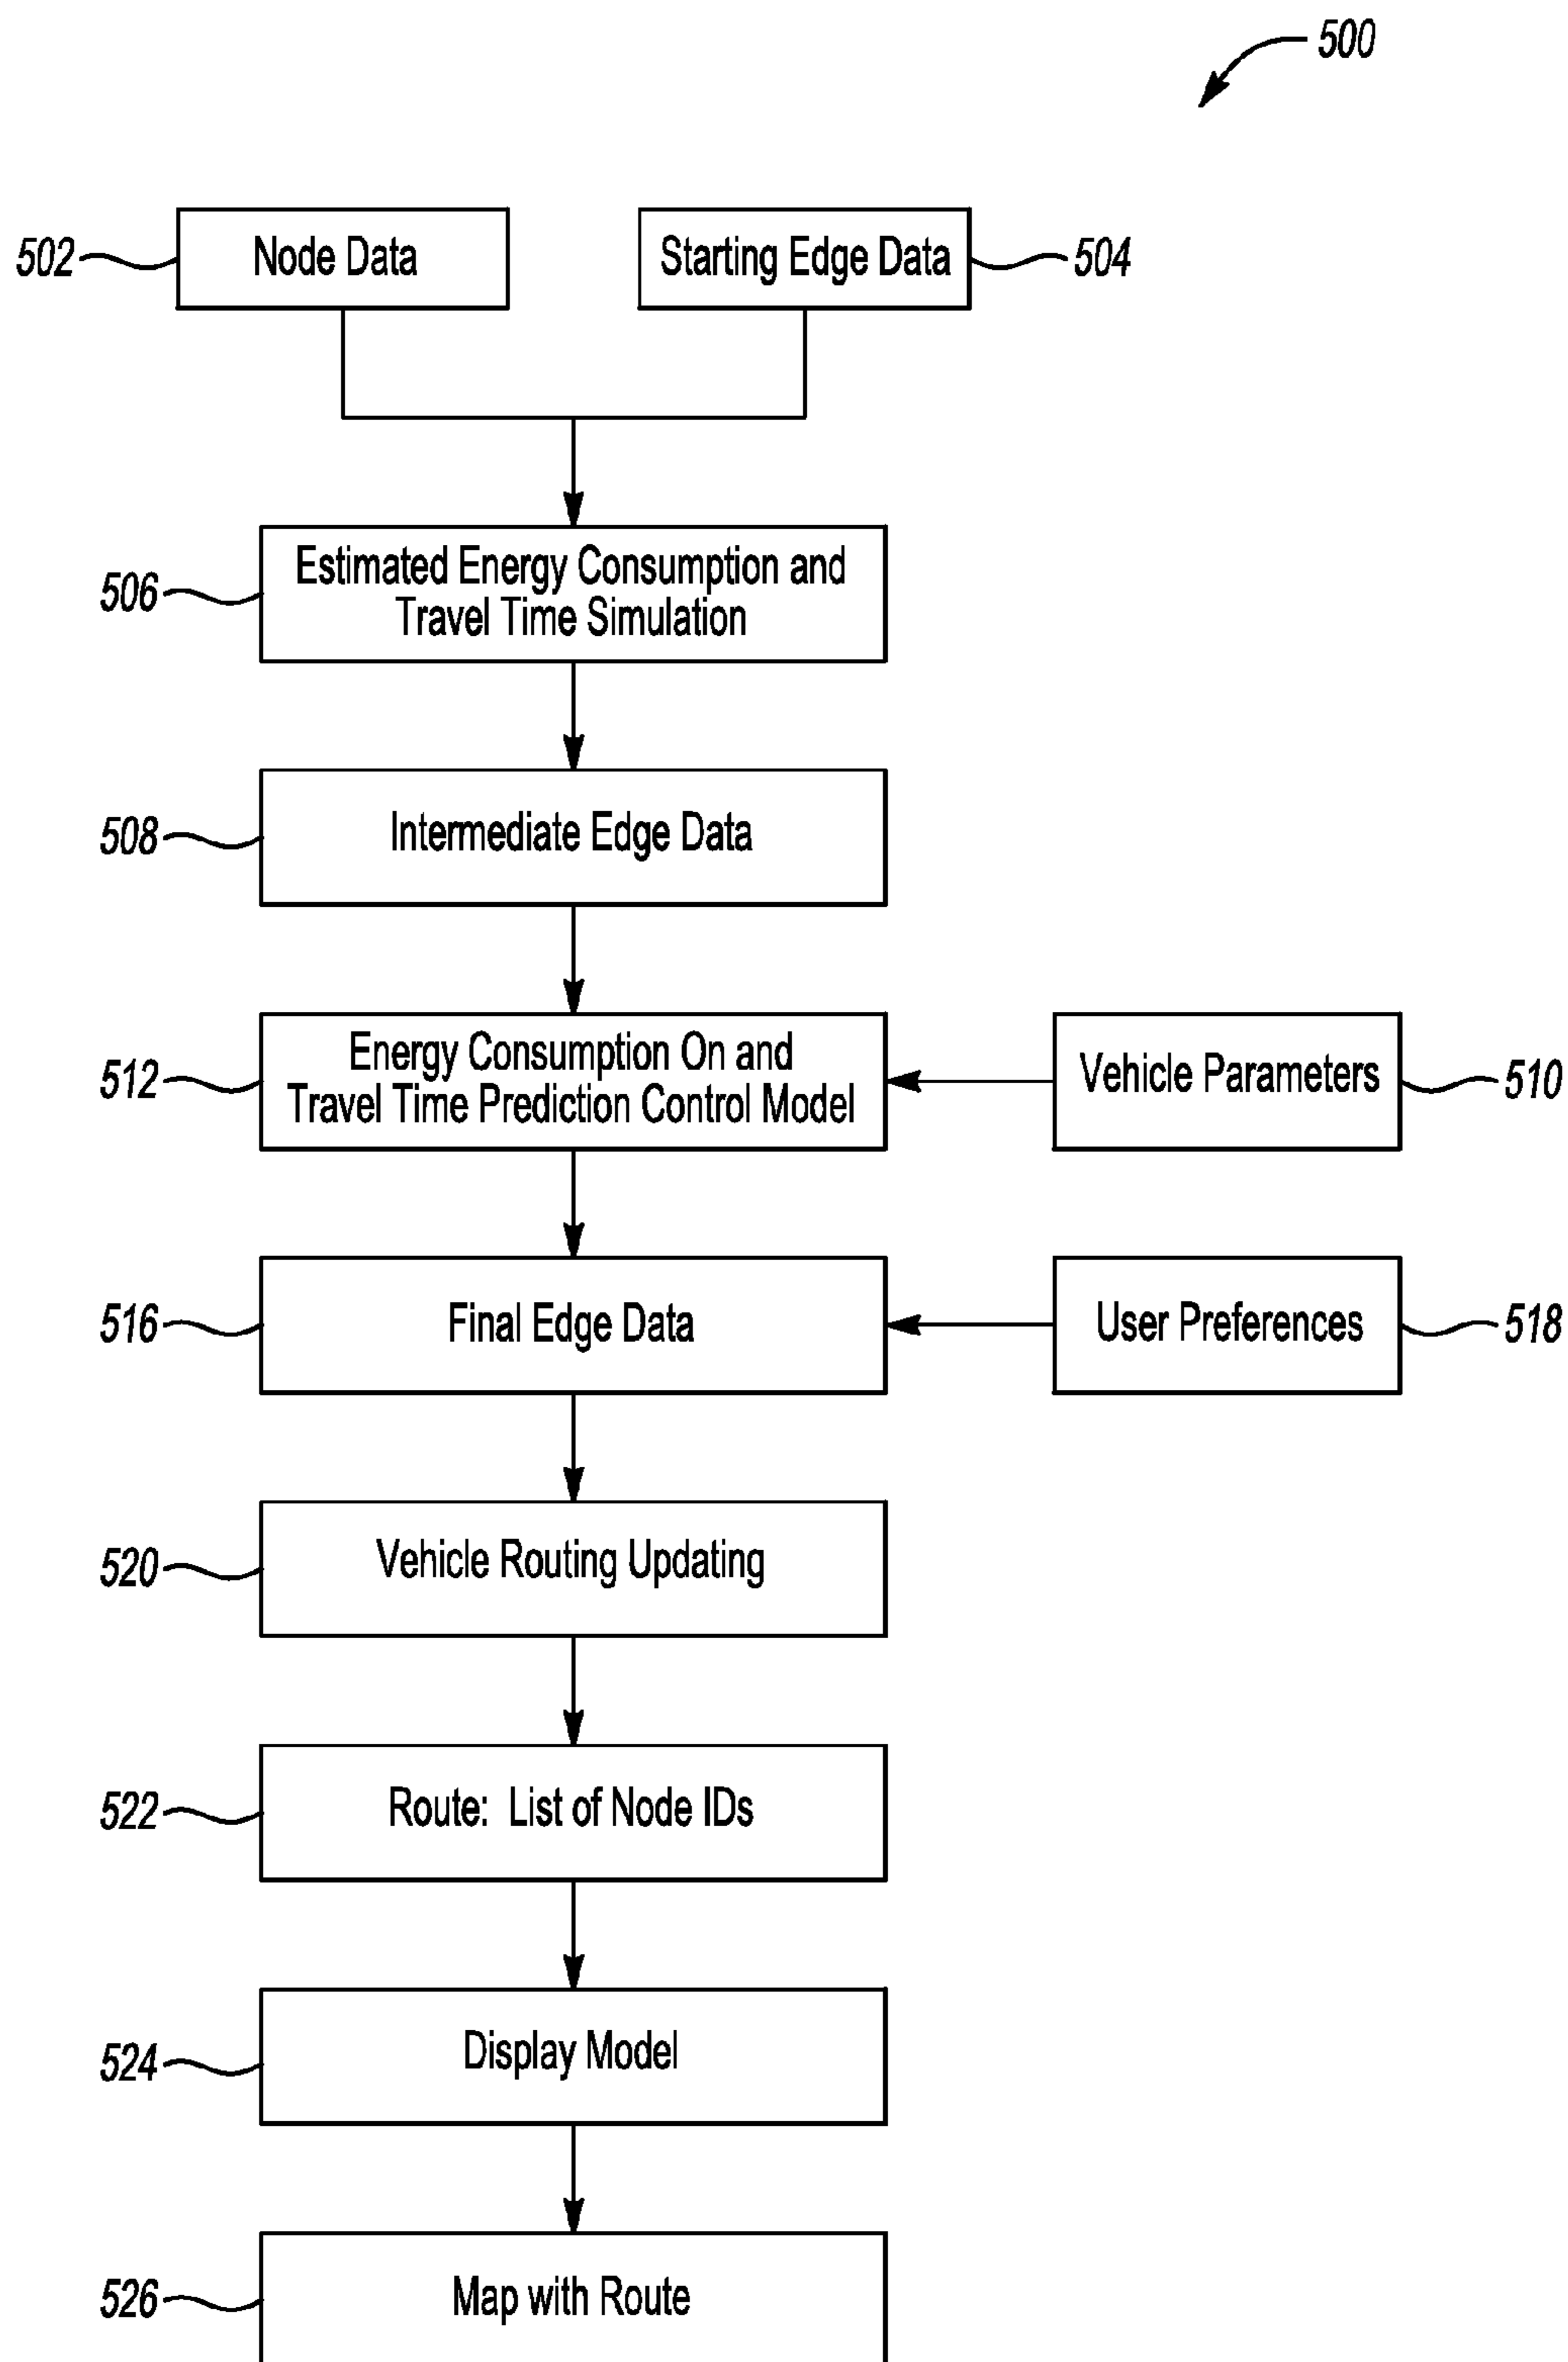 500
502
Node Data
Starting Edge Data
504
506
Estimated Energy Consumption and
Travel Time Simulation
508
Intermediate Edge Data
512
Energy Consumption On and
Travel Time Prediction Control Model
Vehicle Parameters
510
516
Final Edge Data
User Preferences
518
520
Vehicle Routing Updating
522
Route: List of Node IDs
524
Display Model
526
Map with Route